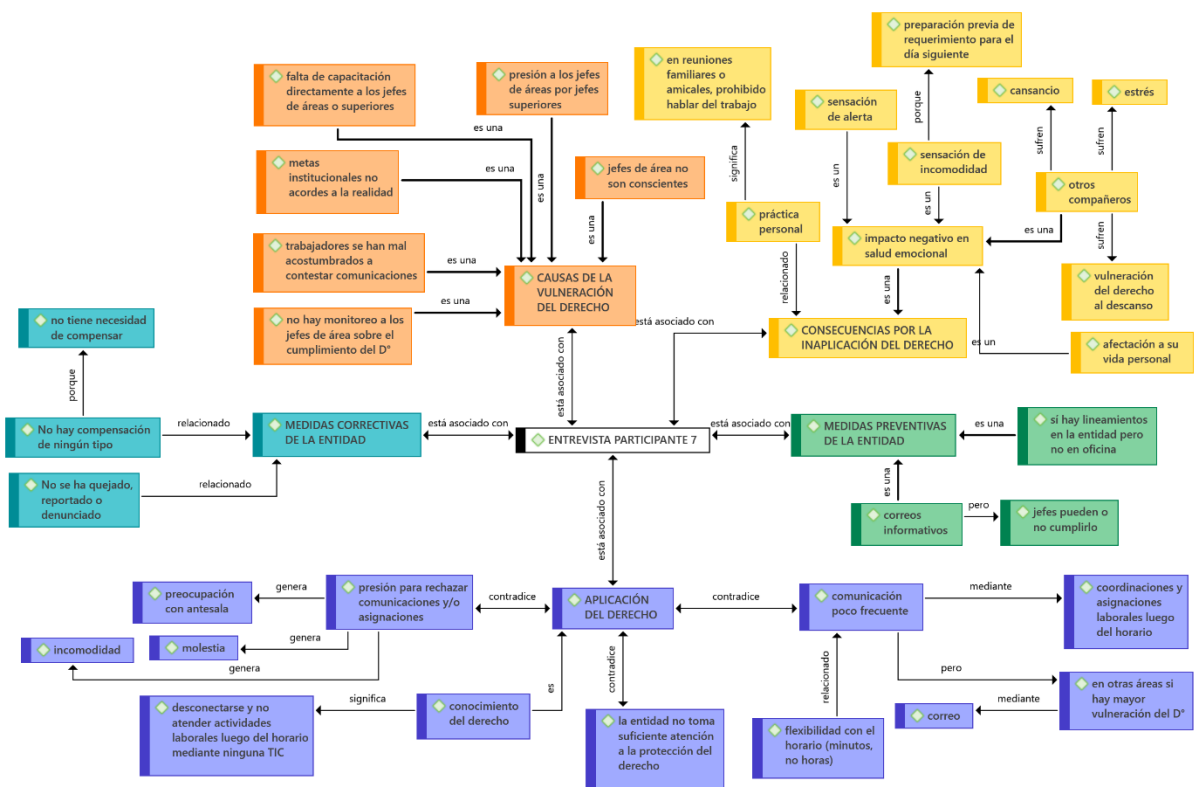 preparación previa de
requerimiento para el
día siguiente
falta de capacitación
directamente a los jefes
de áreas o superiores
presión a los jefes
de áreas por jefes
superiores
en reuniones
familiares o
amicales, prohibido
hablar del trabajo
sensación
de alerta
cansancio
estrés
es una
es una
porque
sufren
sufren
metas
institucionales no
acordes a la realidad
es una
jefes de área no
son conscientes
significa
es un
sensación de
incomodidad
otros
compañeros
es una
práctica
personal
es un
es una
sufren
trabajadores se han mal
acostumbrados a
contestar comunicaciones
es una
CAUSAS DE LA
VULNERACIÓN
DEL DERECHO
relacionado
impacto negativo en
salud emocional
es una
vulneración
del derecho
al descanso
no hay monitoreo a los
jefes de área sobre el
cumplimiento del D°
es una
está asociado con
CONSECUENCIAS POR LA
INAPLICACIÓN DEL DERECHO
es un
afectación a su
vida personal
no tiene necesidad
de compensar
porque
está asociado con
No hay compensación
de ningún tipo
relacionado
MEDIDAS CORRECTIVAS
DE LA ENTIDAD
está asociado con
ENTREVISTA PARTICIPANTE 7
está asociado con
MEDIDAS PREVENTIVAS
DE LA ENTIDAD
es una
sí hay lineamientos
en la entidad pero
no en oficina
No se ha quejado,
reportado o
denunciado
relacionado
es una
correos
informativos
pero
jefes pueden o
no cumplirlo
está asociado con
preocupación
con antesala
genera
presión para rechazar
comunicaciones y/o
asignaciones
contradice
APLICACIÓN
DEL DERECHO
contradice
comunicación
poco frecuente
mediante
coordinaciones y
asignaciones
laborales luego
del horario
incomodidad
molestia
genera
genera
contradice
relacionado
pero
en otras áreas si
hay mayor
vulneración del D°
desconectarse y no
atender actividades
laborales luego del horario
mediante ninguna TIC
significa
conocimiento
del derecho
es
la entidad no toma
suficiente atención
a la protección del
derecho
flexibilidad con el
horario (minutos,
no horas)
correo
mediante